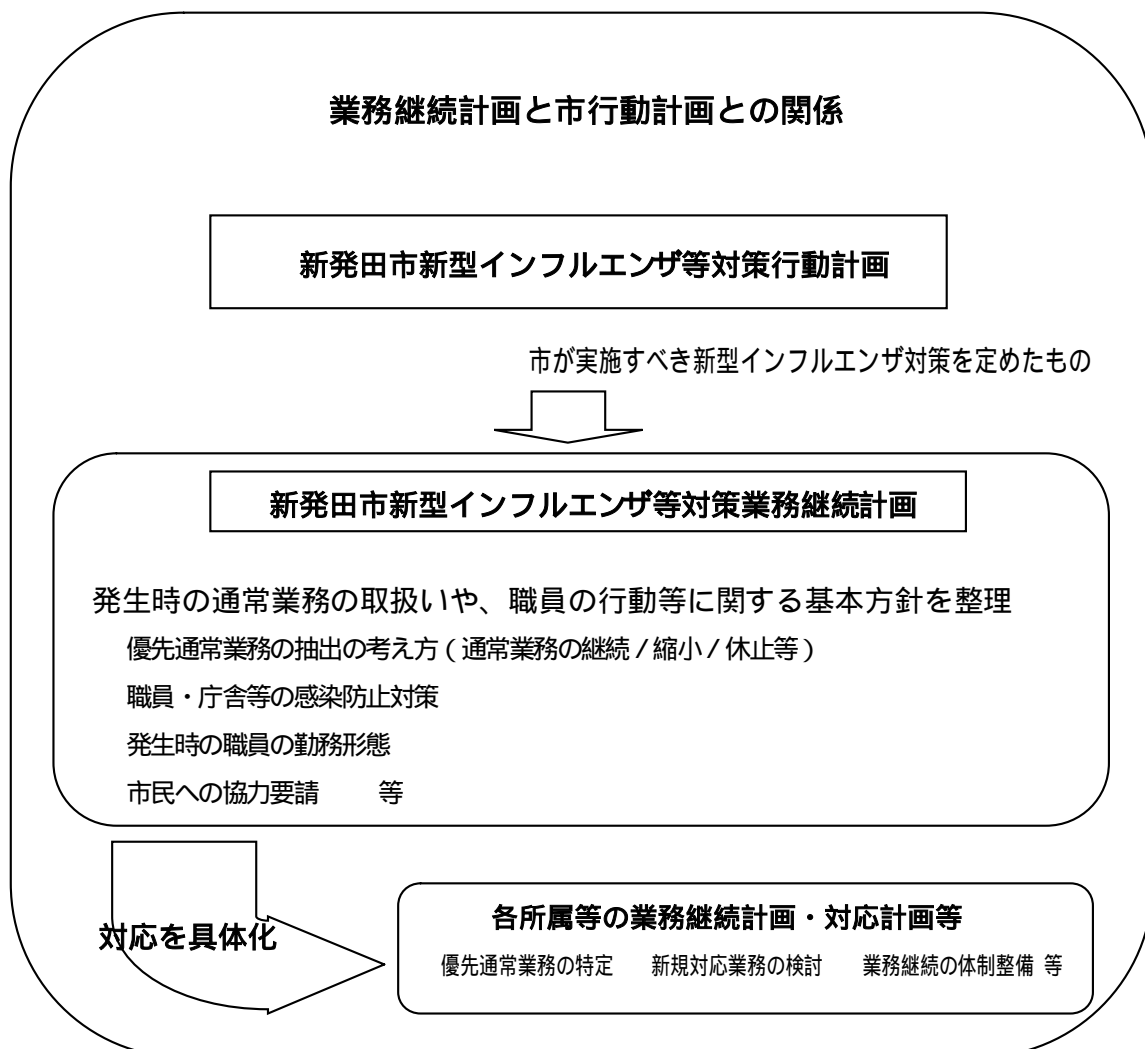 業務継続計画と市行動計画との関係
新発田市新型インフルエンザ等対策行動計画
市が実施すべき新型インフルエンザ対策を定めたもの
新発田市新型インフルエンザ等対策業務継続計画
発生時の通常業務の取扱いや、職員の行動等に関する基本方針を整理
優先通常業務の抽出の考え方(通常業務の継続/縮小/休止等)
職員・庁舎等の感染防止対策
発生時の職員の勤務形態
市民への協力要請 等
対応を具体化
各所属等の業務継続計画・対応計画等
優先通常業務の特定 新規対応業務の検討 業務継続の体制整備 等